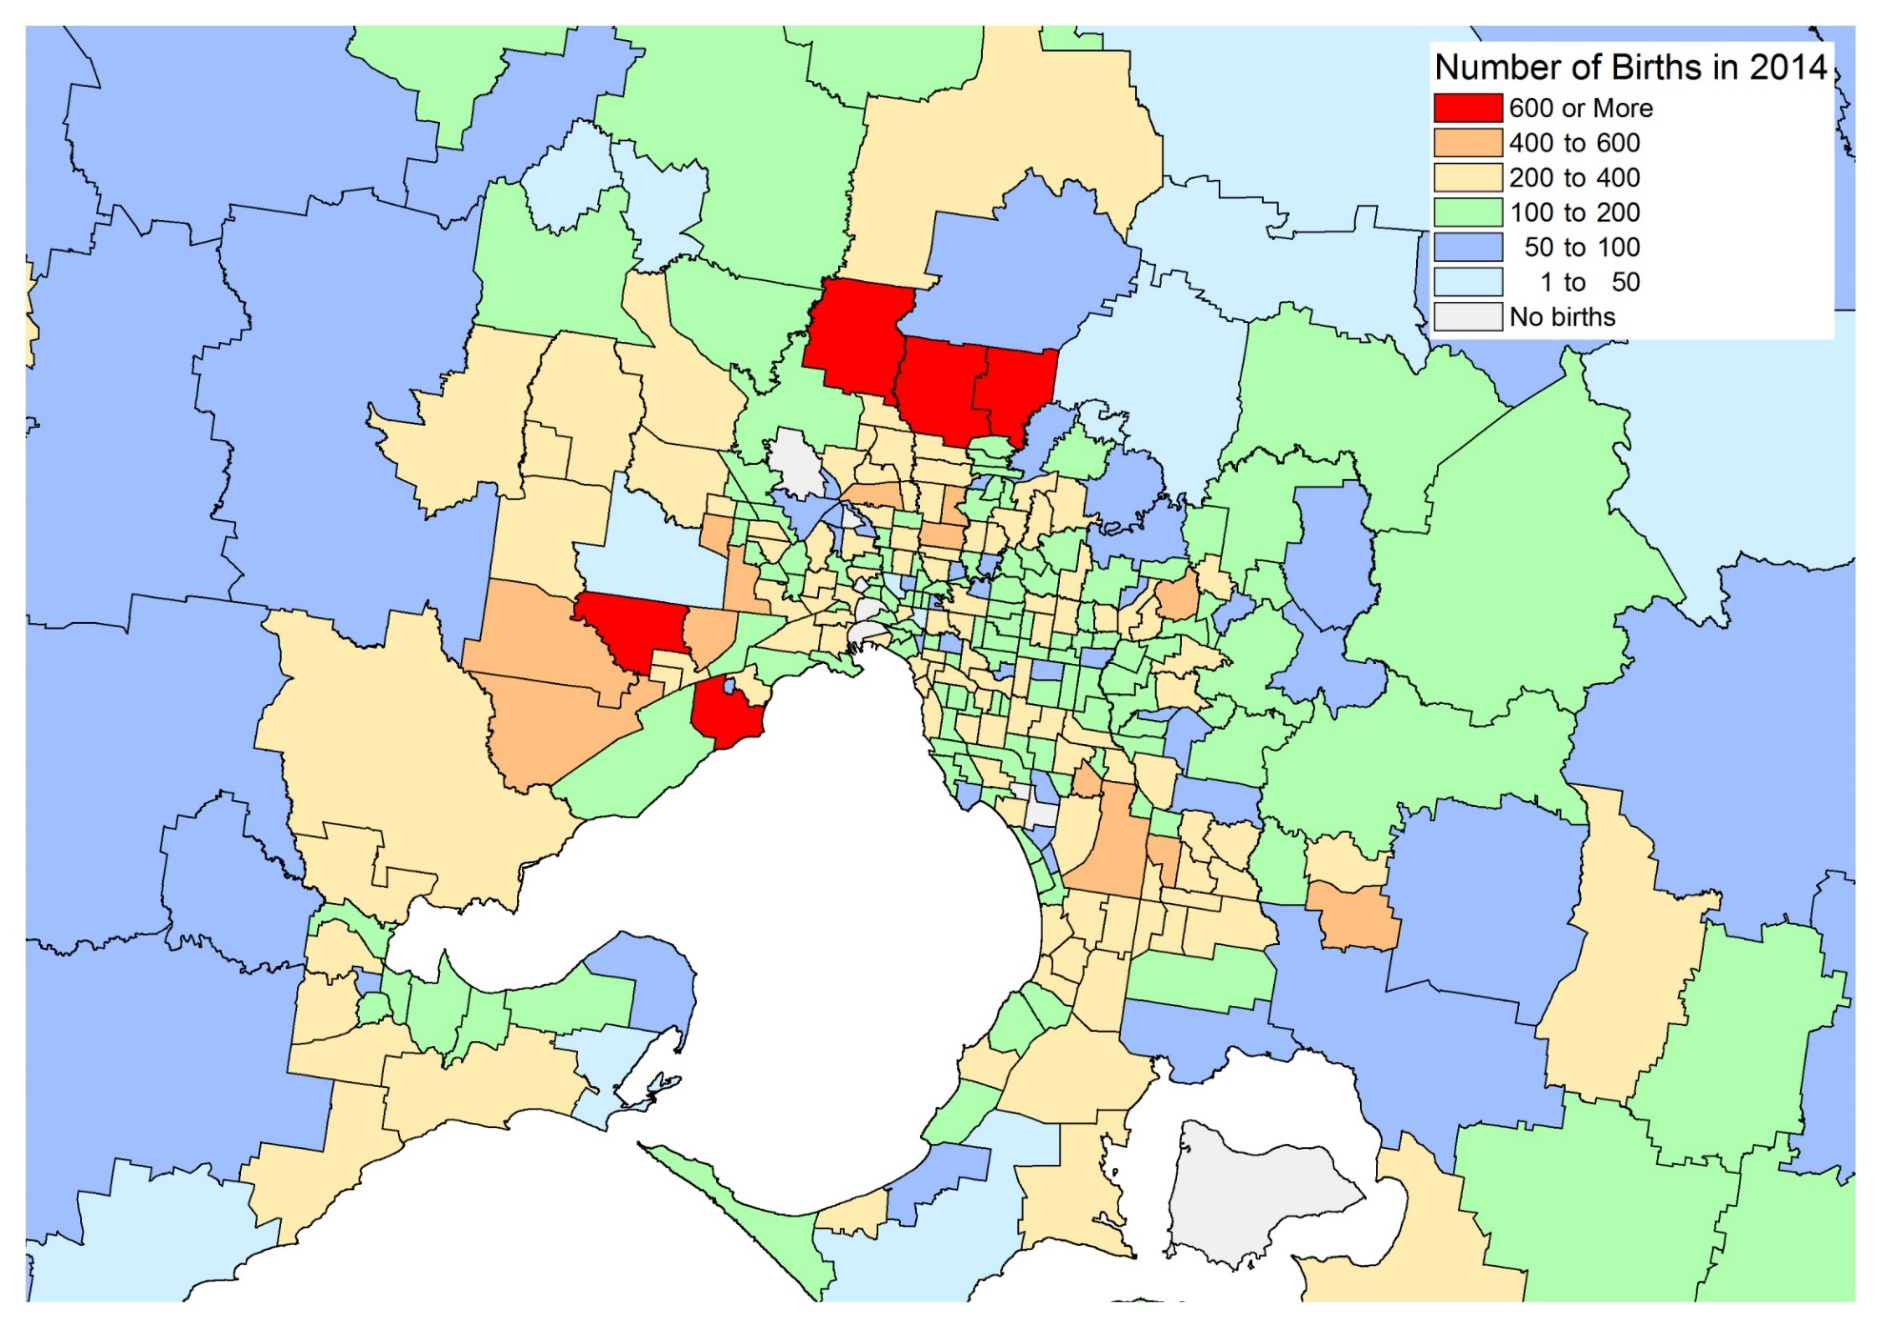 Number of Births in 2014
600 or More
400 to 600
200 to 400
100 to 200
50 to 100
1 to 50
No births